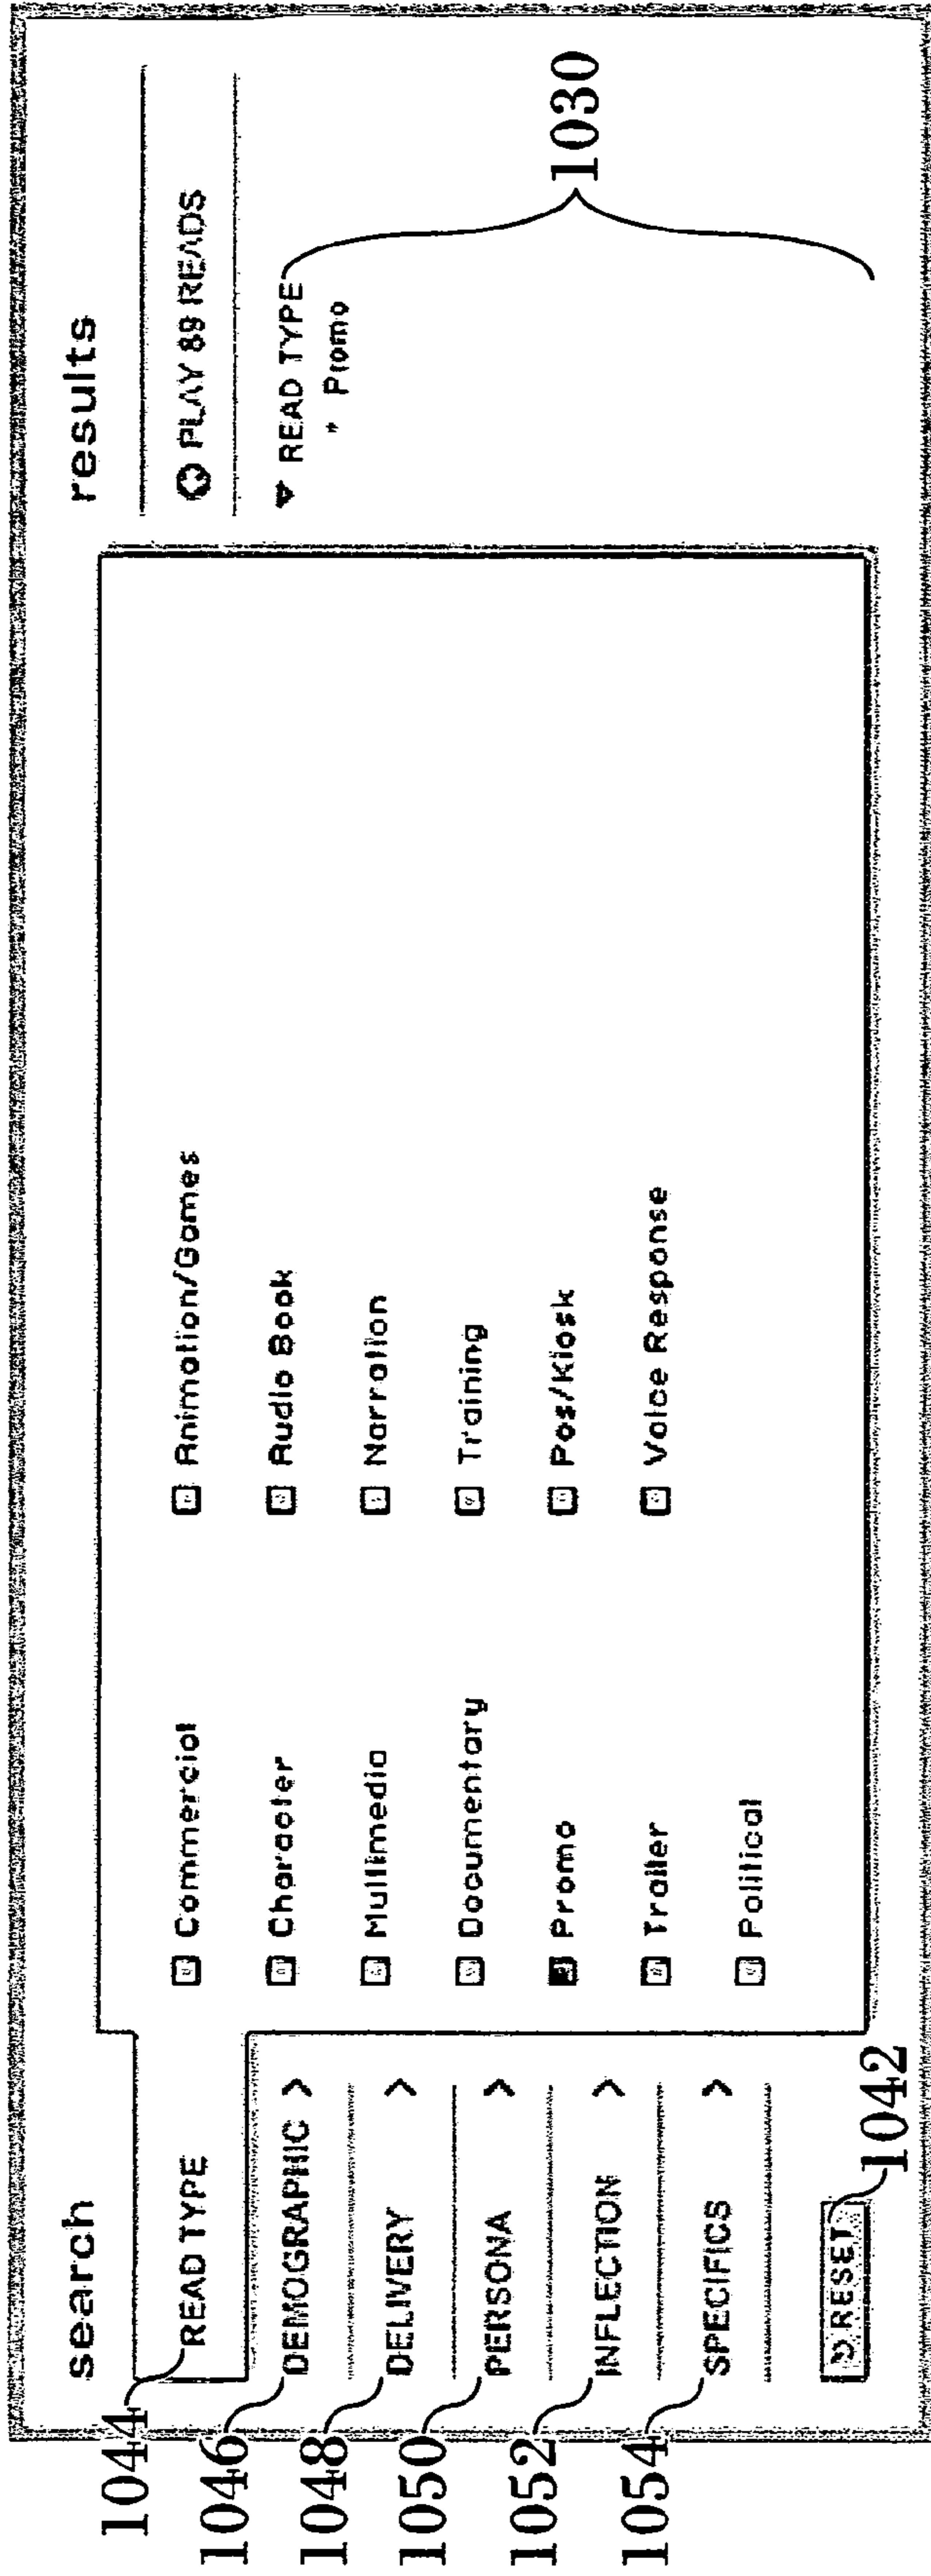 search
1044
READ TYPE
1046
DEMOGRAPHIC >
1048
DELIVERY >
1050
PERSONA >
1052
INFLECTION >
1054
SPECIFICS >
RESET
1042
Commercial
Character
Multimedia
Documentary
Promo
Trailer
Political
Animation/Games
Audio Book
Narration
Training
Pos/Kiosk
Voice Response
results
PLAY 89 READS
READ TYPE
" Promo
1030